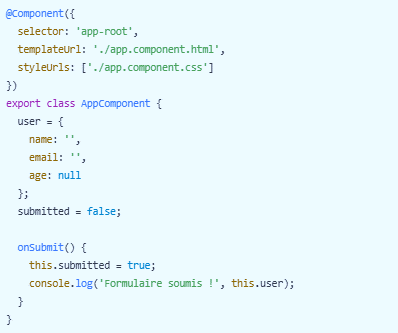 @Component({
  selector: 'app-root',
  templateUrl: './app.component.html',
  styleUrls: ['./app.component.css']
})
export class AppComponent {
  user = {
    name: '',
    email: '',
    age: null
  };
  submitted = false;

  onSubmit() {
    this.submitted = true;
    console.log('Formulaire soumis !', this.user);
  }
}